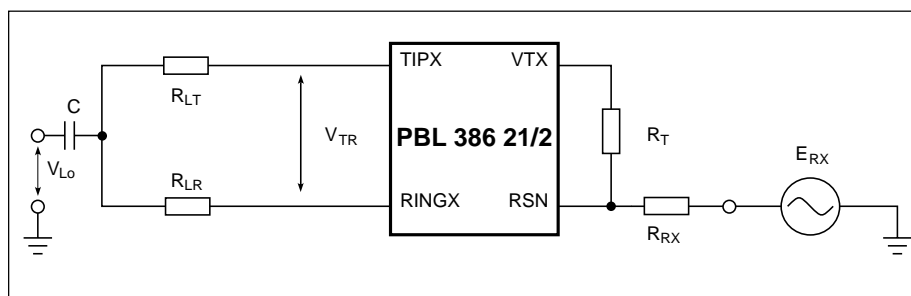 TIPX VTX
R_LT
C
V_TR
PBL 386 21/2
R_T
E_RX
V_Lo
R_LR
RINGX RSN
R_RX